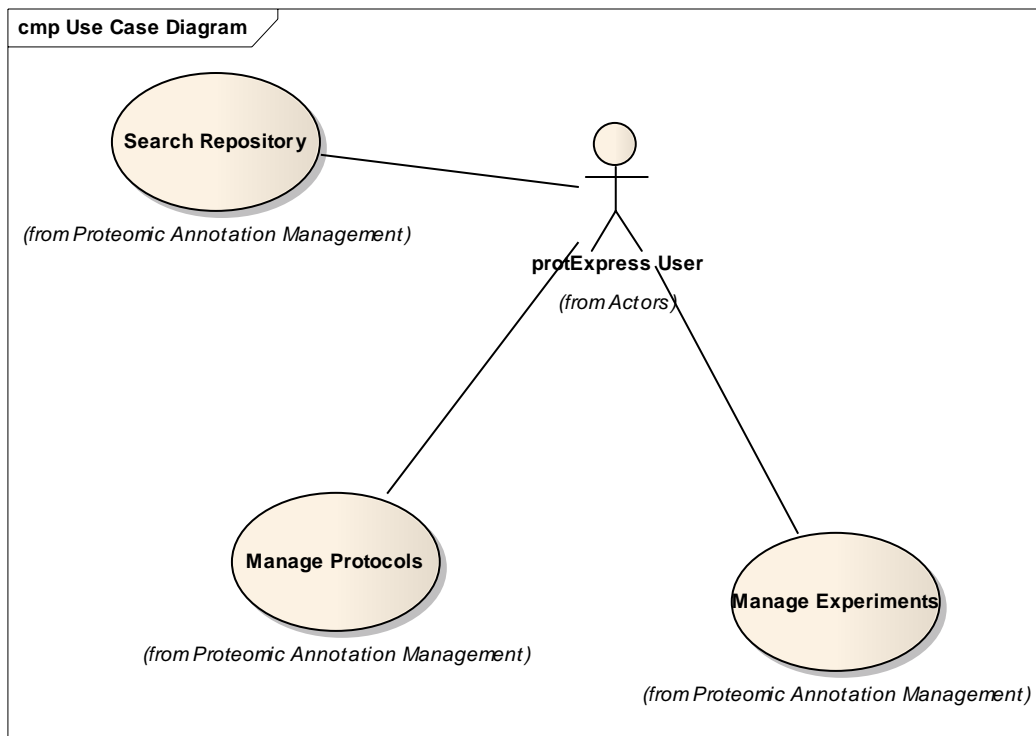 cmp Use Case Diagram
Search Repository
(from Proteomic Annotation Management)
protExpress User
(from Actors)
Manage Protocols
(from Proteomic Annotation Management)
Manage Experiments
(from Proteomic Annotation Management)